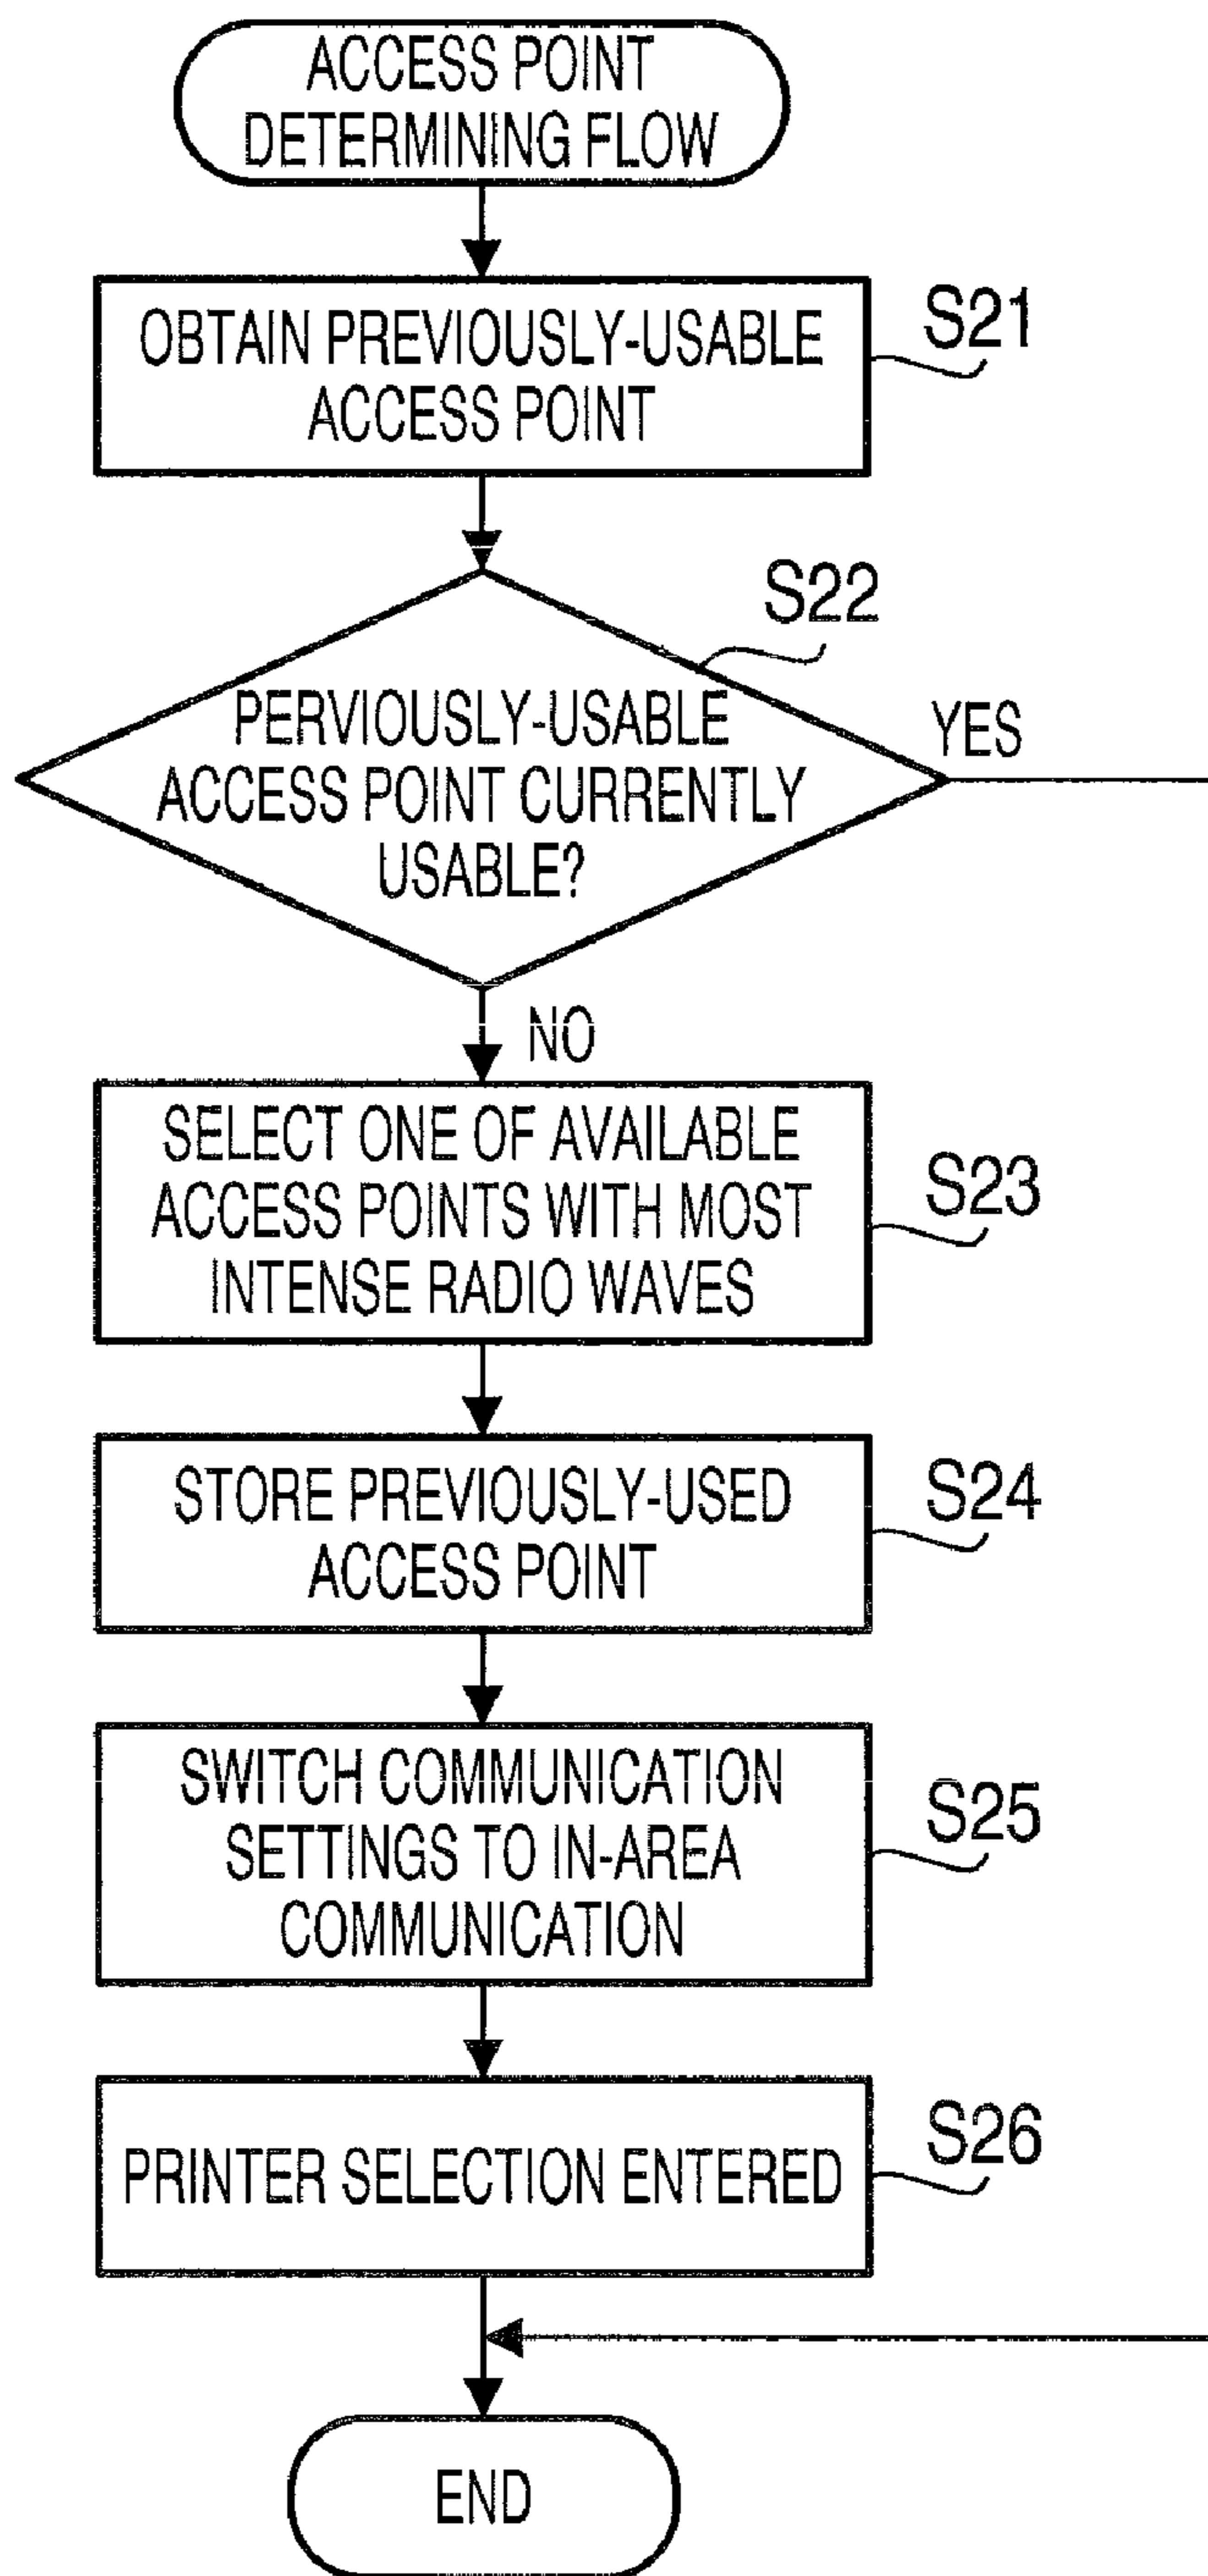 ACCESS POINT
DETERMINING FLOW
OBTAIN PREVIOUSLY-USABLE
ACCESS POINT
S21
S22
PERVIOUSLY-USABLE
ACCESS POINT CURRENTLY
USABLE?
YES
NO
SELECT ONE OF AVAILABLE
ACCESS POINTS WITH MOST
INTENSE RADIO WAVES
S23
STORE PREVIOUSLY-USED
ACCESS POINT
S24
SWITCH COMMUNICATION
SETTINGS TO IN-AREA
COMMUNICATION
S25
PRINTER SELECTION ENTERED
S26
END